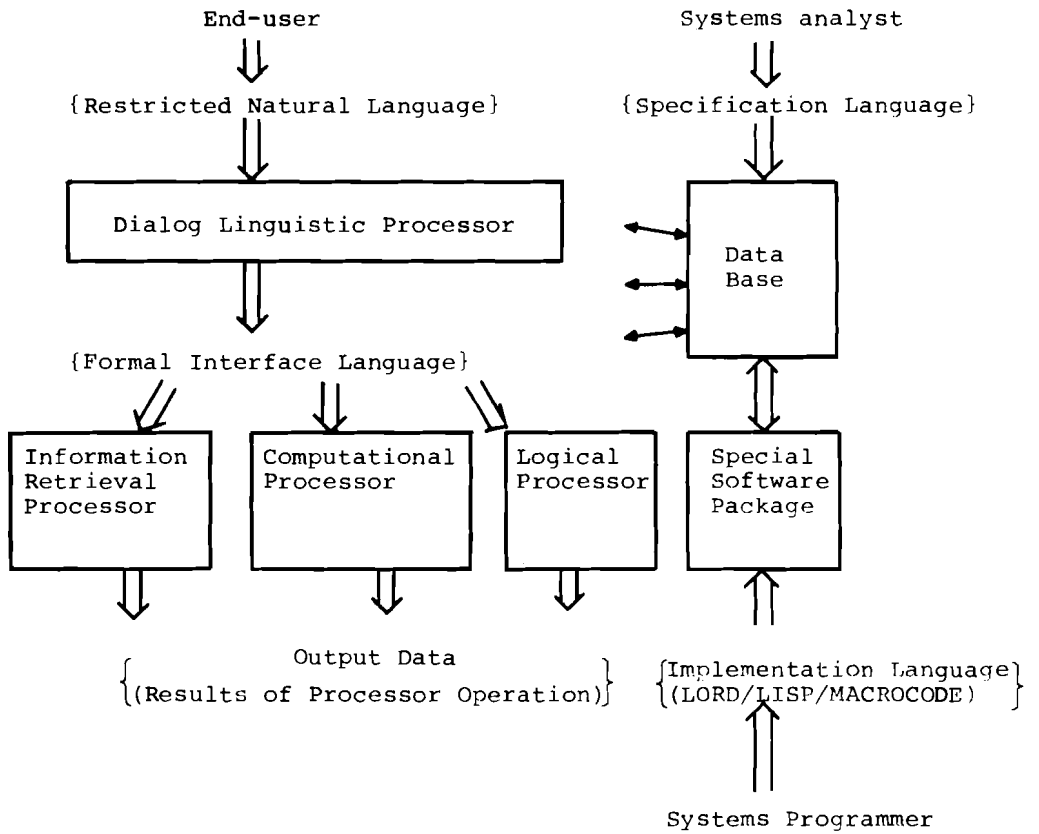 End-user
Systems analyst
{Restricted Natural Language}
{Specification Language}
Dialog Linguistic Processor
Data
Base
{Formal Interface Language}
Information
Retrieval
Processor
Computational
Processor
Logical
Processor
Special
Software
Package
Output Data
(Results of Processor Operation)
Implementation Language
(LORD/LISP/MACROCODE)
Systems Programmer